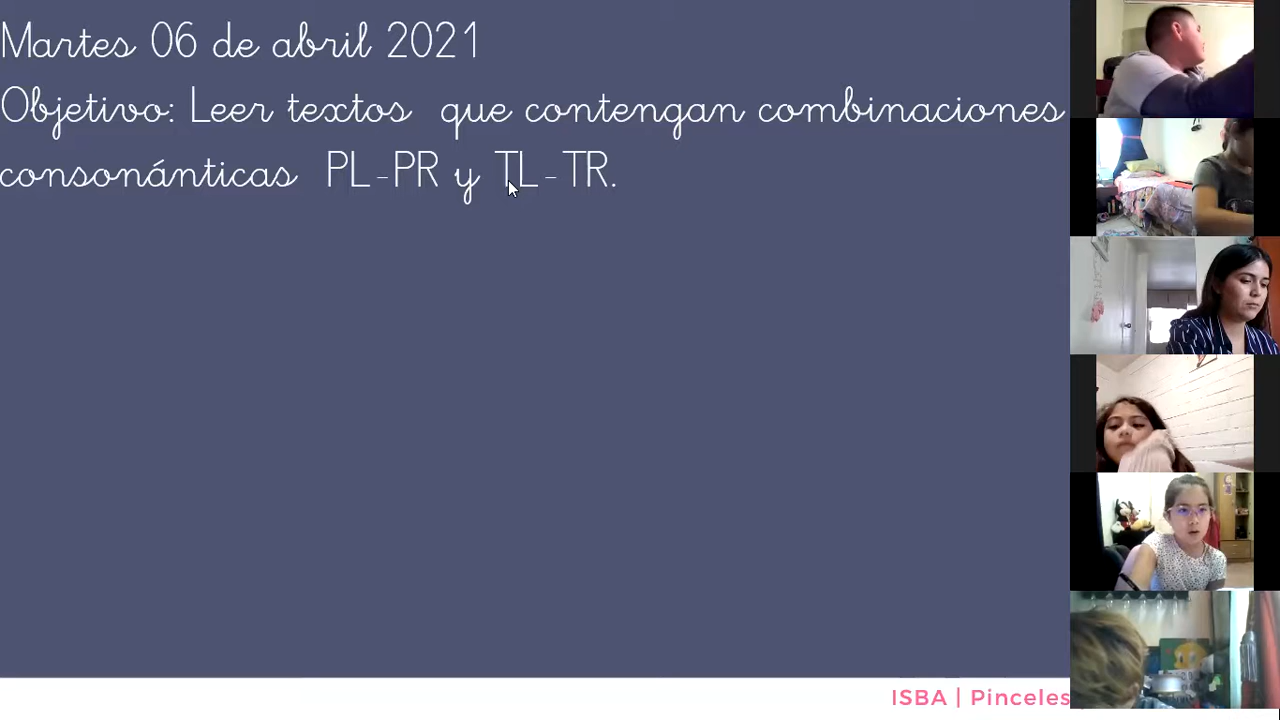 Martes 06 de abril 2021
Objetivo: Leer textos que contengan combinaciones
consonánticas PL-PR y TL-TR.
ISBA | Pinceles